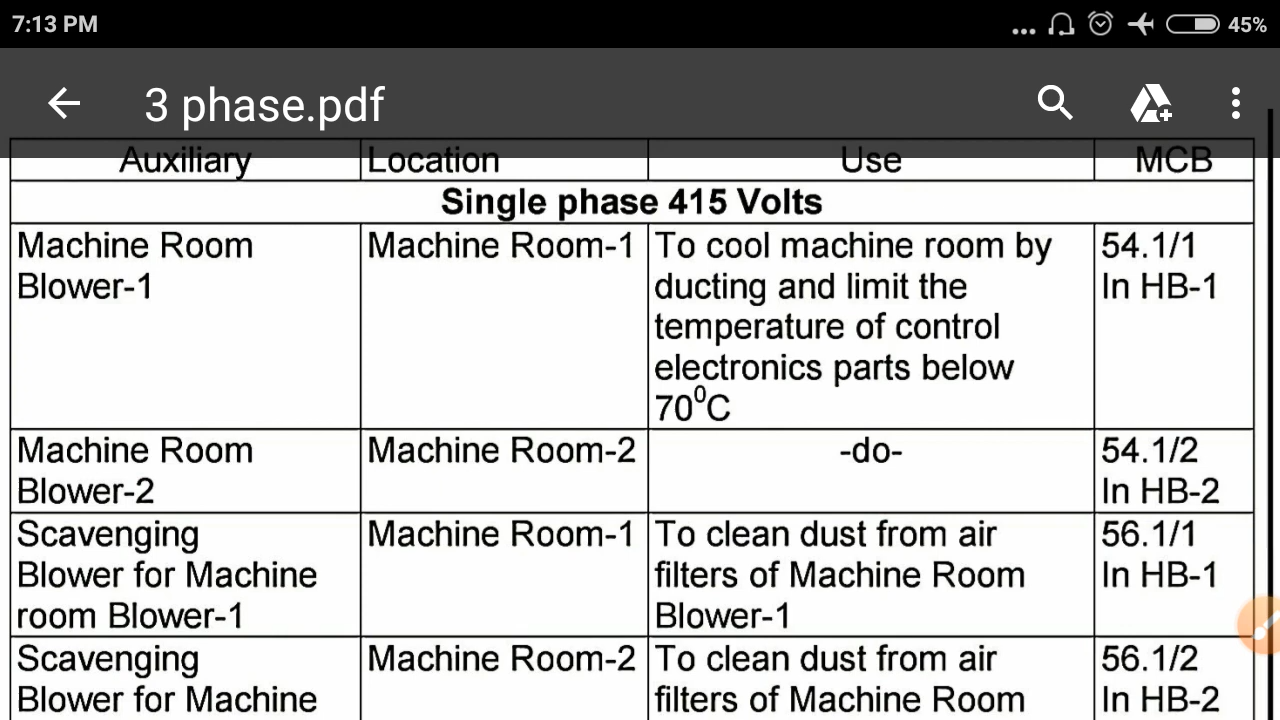 7:13 PM
45%
3 phase.pdf
Auxiliary Location Use MCB
Single phase 415 Volts
Machine Room Machine Room-1 To cool machine room by 54.1/1
Blower-1 ducting and limit the In HB-1
temperature of control
electronics parts below
70⁰C
Machine Room Machine Room-2 -do- 54.1/2
Blower-2 In HB-2
Scavenging Machine Room-1 To clean dust from air 56.1/1
Blower for Machine filters of Machine Room In HB-1
room Blower-1 Blower-1
Scavenging Machine Room-2 To clean dust from air 56.1/2
Blower for Machine filters of Machine Room In HB-2